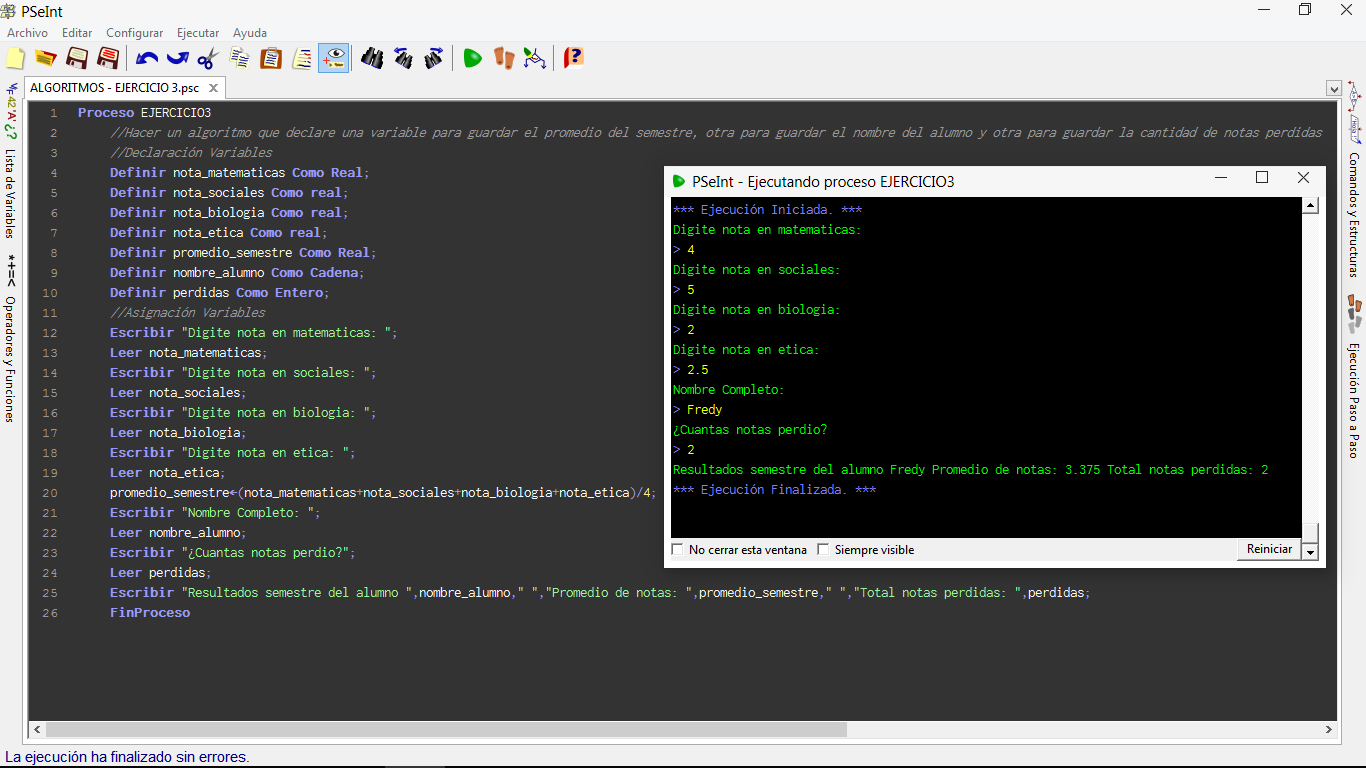 PSeInt
Archivo Editar Configurar Ejecutar Ayuda
ALGORITMOS - EJERCICIO 3.psc
42 'A' ¿? Lista de Variables
*+=< Operadores y Funciones
1 Proceso EJERCICIO3
2 //Hacer un algoritmo que declare una variable para guardar el promedio del semestre, otra para guardar el nombre del alumno y otra para guardar la cantidad de notas perdidas
3 //Declaración Variables
4 Definir nota_matematicas Como Real;
5 Definir nota_sociales Como real;
6 Definir nota_biologia Como real;
7 Definir nota_etica Como real;
8 Definir promedio_semestre Como Real;
9 Definir nombre_alumno Como Cadena;
10 Definir perdidas Como Entero;
11 //Asignación Variables
12 Escribir "Digite nota en matematicas: ";
13 Leer nota_matematicas;
14 Escribir "Digite nota en sociales: ";
15 Leer nota_sociales;
16 Escribir "Digite nota en biologia: ";
17 Leer nota_biologia;
18 Escribir "Digite nota en etica: ";
19 Leer nota_etica;
20 promedio_semestre←(nota_matematicas+nota_sociales+nota_biologia+nota_etica)/4;
21 Escribir "Nombre Completo: ";
22 Leer nombre_alumno;
23 Escribir "¿Cuantas notas perdio?";
24 Leer perdidas;
25 Escribir "Resultados semestre del alumno ",nombre_alumno," ","Promedio de notas: ",promedio_semestre," ","Total notas perdidas: ",perdidas;
26 FinProceso
PSeInt - Ejecutando proceso EJERCICIO3
*** Ejecución Iniciada. ***
Digite nota en matematicas:
> 4
Digite nota en sociales:
> 5
Digite nota en biologia:
> 2
Digite nota en etica:
> 2.5
Nombre Completo:
> Fredy
¿Cuantas notas perdio?
> 2
Resultados semestre del alumno Fredy Promedio de notas: 3.375 Total notas perdidas: 2
*** Ejecución Finalizada. ***
No cerrar esta ventana Siempre visible Reiniciar
Comandos y Estructuras
Ejecución Paso a Paso
La ejecución ha finalizado sin errores.